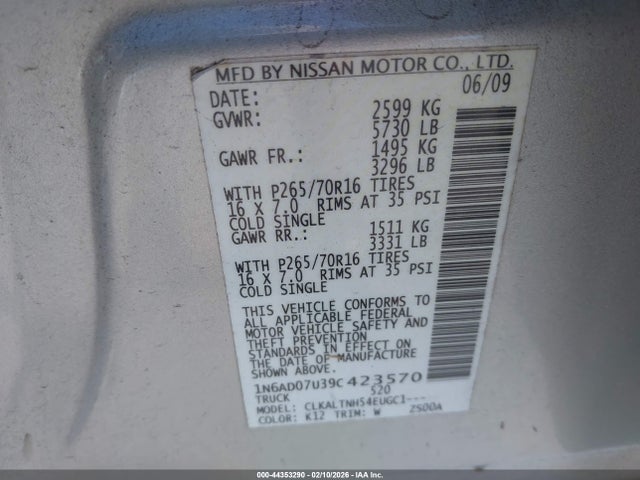 MFD BY NISSAN MOTOR CO., LTD.
DATE: 06/09
GVWR: 2599 KG
5730 LB
GAWR FR.: 1495 KG
3296 LB
WITH P265/70R16 TIRES
16 X 7.0 RIMS AT 35 PSI
COLD SINGLE
GAWR RR.: 1511 KG
3331 LB
WITH P265/70R16 TIRES
16 X 7.0 RIMS AT 35 PSI
COLD SINGLE
THIS VEHICLE CONFORMS TO
ALL APPLICABLE FEDERAL
MOTOR VEHICLE SAFETY AND
THEFT PREVENTION
STANDARDS IN EFFECT ON
THE DATE OF MANUFACTURE
SHOWN ABOVE.
1N6AD07U39C423570
TRUCK 520
MODEL: CLKALTNH54EUGC1---
COLOR: K12 TRIM: W ZS00A
000-44353290 - 02/10/2026 - IAA Inc.